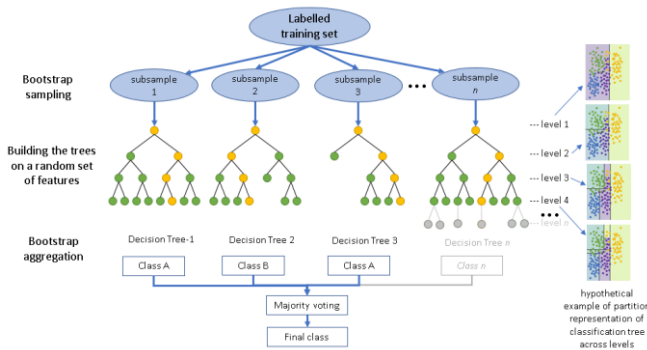 Labelled
training set
Bootstrap
sampling
subsample
1
subsample
2
subsample
3
•••
subsample
n
Building the trees
on a random set
of features
--- level 1
--- level 2
--- level 3
--- level 4
•••
--- level n
Bootstrap
aggregation
Decision Tree-1
Decision Tree 2
Decision Tree 3
Decision Tree n
Class A
Class B
Class A
Class n
Majority voting
Final class
hypothetical
example of partition
representation of
classification tree
across levels